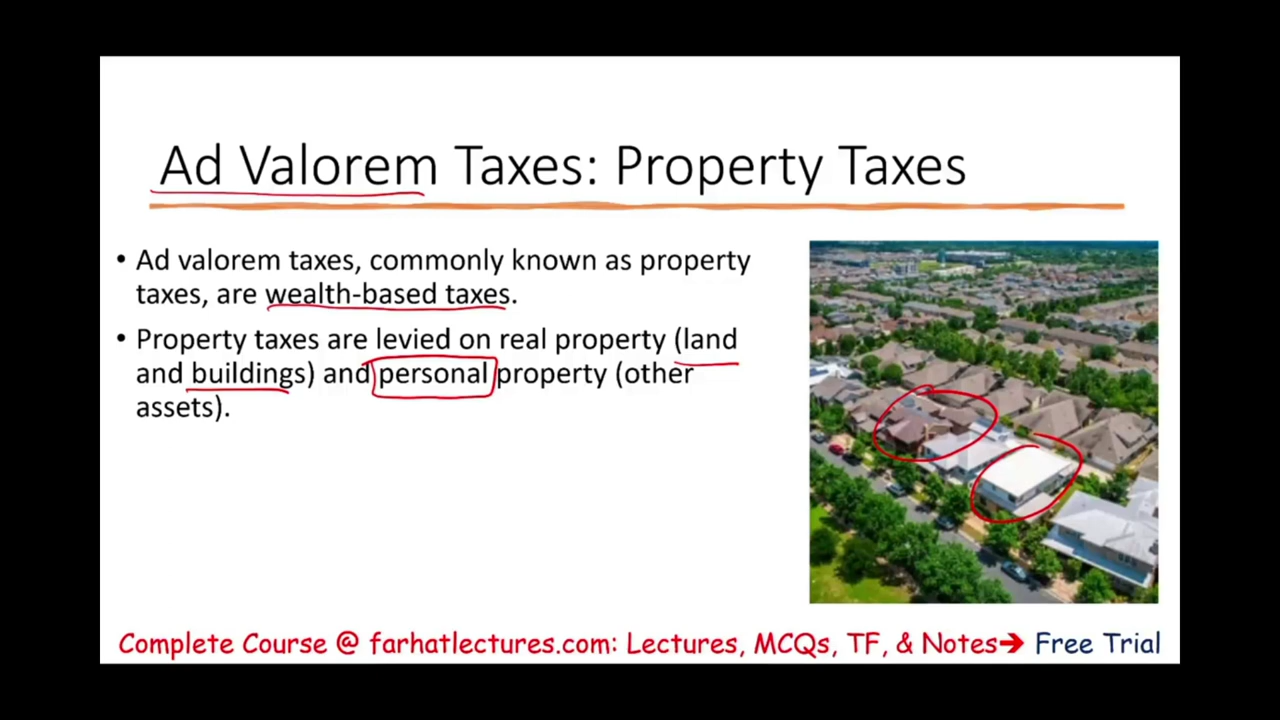 Ad Valorem Taxes: Property Taxes
• Ad valorem taxes, commonly known as property
taxes, are wealth-based taxes.
• Property taxes are levied on real property (land
and buildings) and personal property (other
assets).
Complete Course @ farhatlectures.com: Lectures, MCQs, TF, & Notes➔ Free Trial